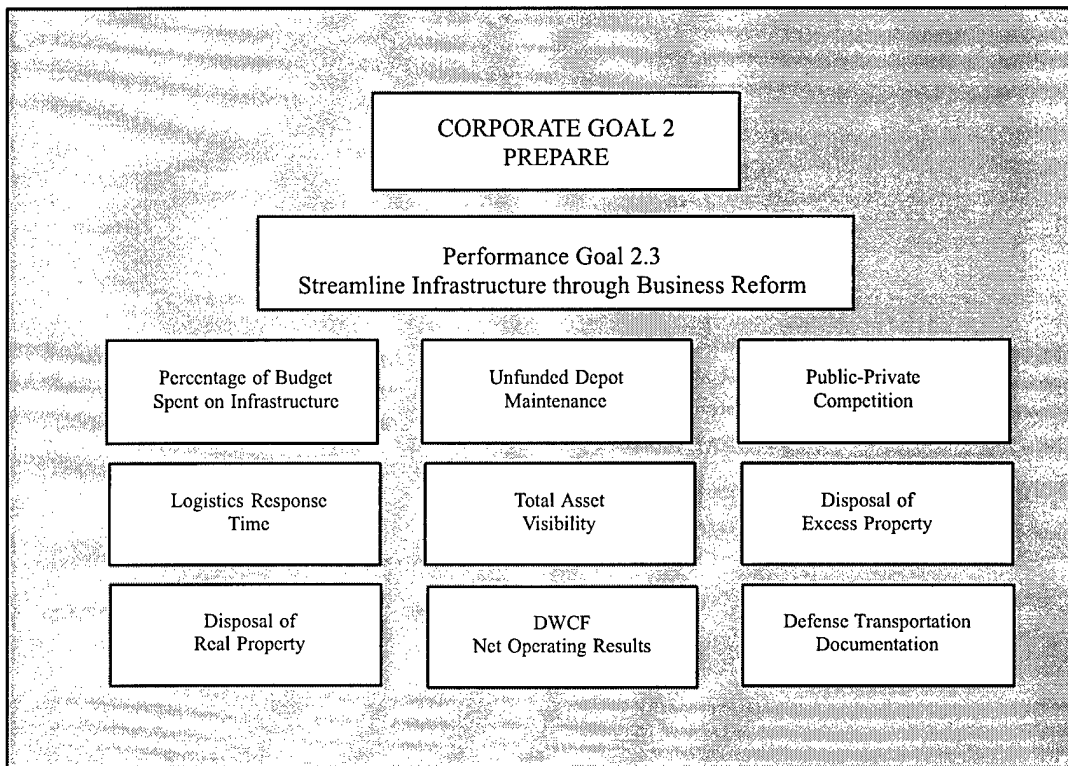 CORPORATE GOAL 2
PREPARE
Performance Goal 2.3
Streamline Infrastructure through Business Reform
Percentage of Budget
Spent on Infrastructure
Unfunded Depot
Maintenance
Public-Private
Competition
Logistics Response
Time
Total Asset
Visibility
Disposal of
Excess Property
Disposal of
Real Property
DWCF
Net Operating Results
Defense Transportation
Documentation